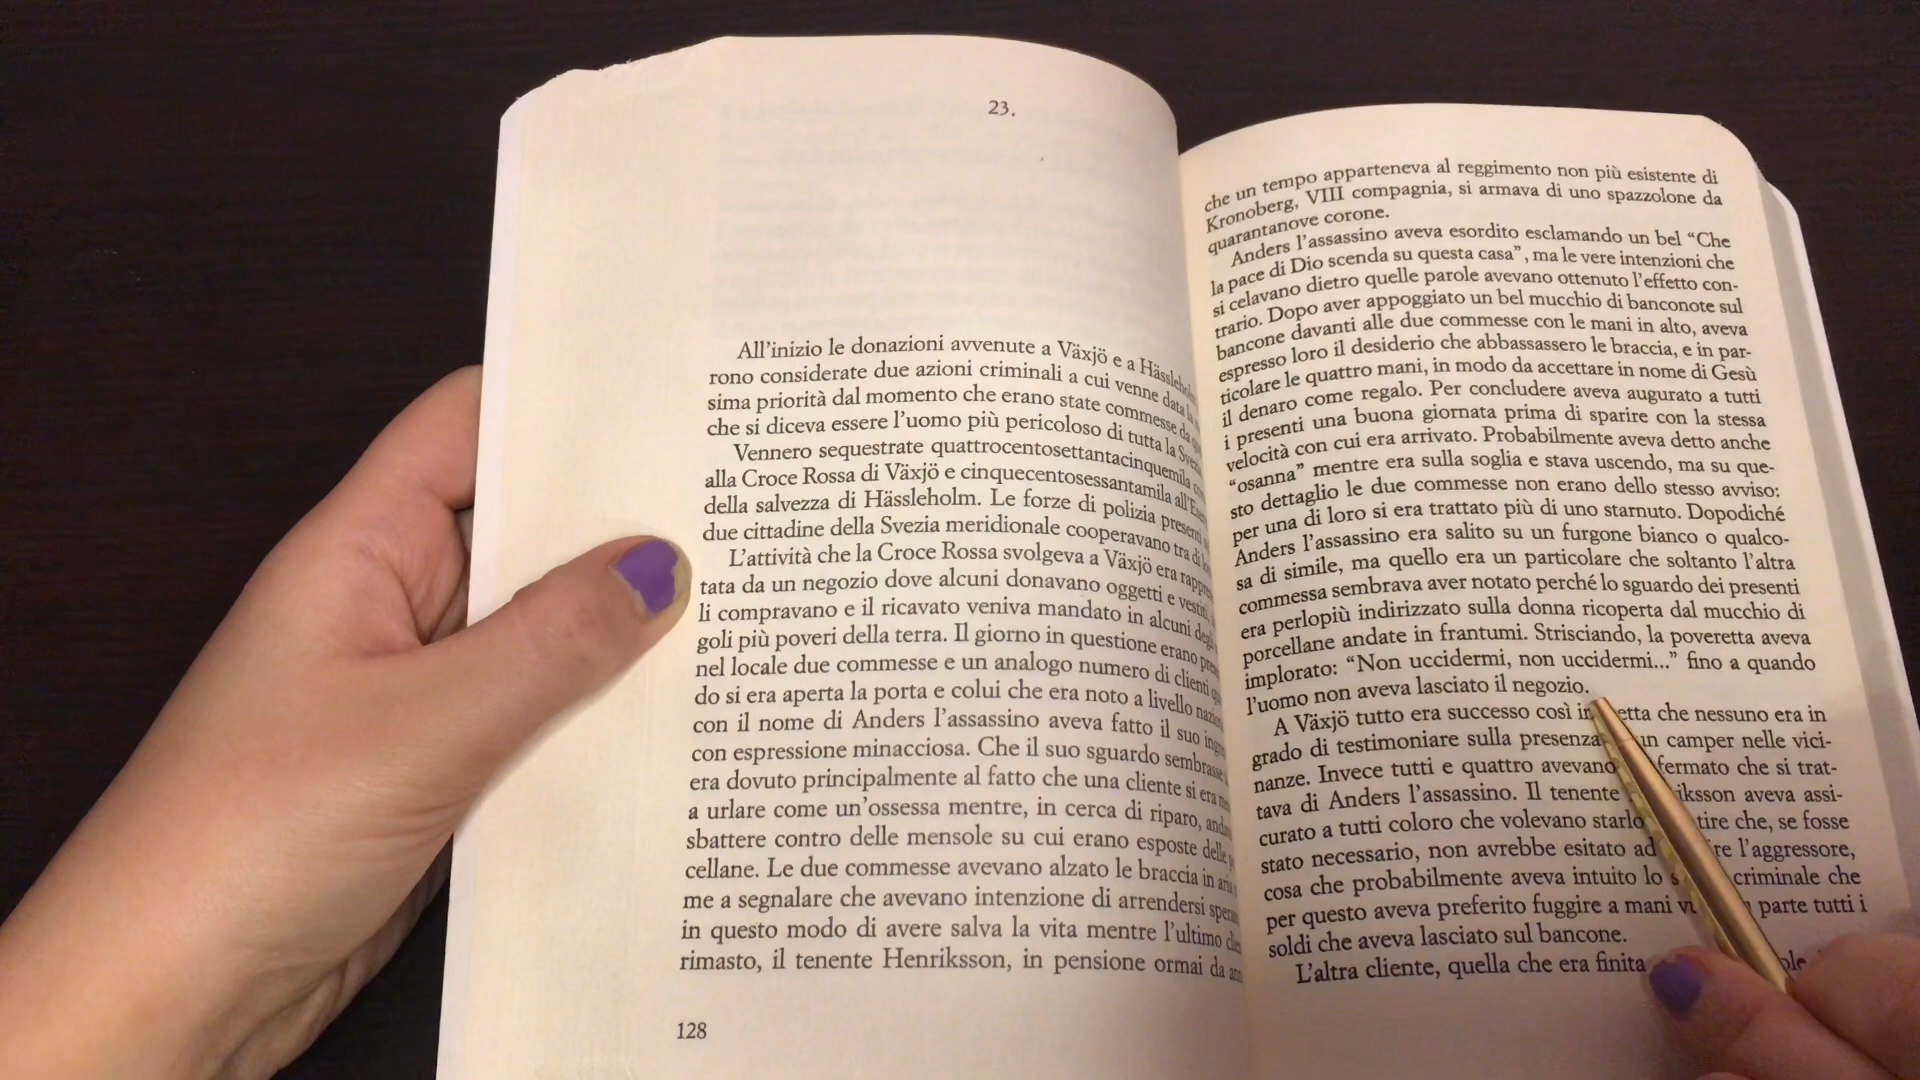 23.
All'inizio le donazioni avvenute a Växjö e a
rono considerate due azioni criminali a cui venne data la
sima priorità dal momento che erano state commesse da
che si diceva essere l'uomo più pericoloso di tutta la
Vennero sequestrate quattrocentosettantacinquemila
alla Croce Rossa di Växjö e cinquecentosessantamila
della salvezza di Hässleholm. Le forze di polizia
due cittadine della Svezia meridionale cooperavano tra di
L'attività che la Croce Rossa svolgeva a Växjö era
tata da un negozio dove alcuni donavano oggetti e vestiti,
li compravano e il ricavato veniva mandato in alcuni
goli più poveri della terra. Il giorno in questione erano
nel locale due commesse e un analogo numero di clienti
do si era aperta la porta e colui che era noto a livello
con il nome di Anders l'assassino aveva fatto il suo
con espressione minacciosa. Che il suo sguardo
era dovuto principalmente al fatto che una cliente si era
a urlare come un'ossessa mentre, in cerca di riparo,
sbattere contro delle mensole su cui erano esposte delle
cellane. Le due commesse avevano alzato le braccia in aria
me a segnalare che avevano intenzione di arrendersi
in questo modo di avere salva la vita mentre l'ultimo
rimasto, il tenente Henriksson, in pensione ormai da
128
che un tempo apparteneva al reggimento non più esistente di
Kronoberg, VIII compagnia, si armava di uno spazzolone da
quarantanove corone.
Anders l'assassino aveva esordito esclamando un bel “Che
la pace di Dio scenda su questa casa”, ma le vere intenzioni che
si celavano dietro quelle parole avevano ottenuto l'effetto con-
trario. Dopo aver appoggiato un bel mucchio di banconote sul
bancone davanti alle due commesse con le mani in alto, aveva
espresso loro il desiderio che abbassassero le braccia, e in par-
ticolare le quattro mani, in modo da accettare in nome di Gesù
il denaro come regalo. Per concludere aveva augurato a tutti
i presenti una buona giornata prima di sparire con la stessa
velocità con cui era arrivato. Probabilmente aveva detto anche
“osanna” mentre era sulla soglia e stava uscendo, ma su que-
sto dettaglio le due commesse non erano dello stesso avviso:
per una di loro si era trattato più di uno starnuto. Dopodiché
Anders l'assassino era salito su un furgone bianco o qualco-
sa di simile, ma quello era un particolare che soltanto l'altra
commessa sembrava aver notato perché lo sguardo dei presenti
era perlopiù indirizzato sulla donna ricoperta dal mucchio di
porcellane andate in frantumi. Strisciando, la poveretta aveva
implorato: “Non uccidermi, non uccidermi...” fino a quando
l'uomo non aveva lasciato il negozio.
A Växjö tutto era successo così in che nessuno era in
grado di testimoniare sulla presenza un camper nelle vici-
nanze. Invece tutti e quattro avevano che si trat-
tava di Anders l'assassino. Il tenente aveva assi-
curato a tutti coloro che volevano starlo che, se fosse
stato necessario, non avrebbe esitato ad l'aggressore,
cosa che probabilmente aveva intuito lo criminale che
per questo aveva preferito fuggire a mani parte tutti i
soldi che aveva lasciato sul bancone.
L'altra cliente, quella che era finita